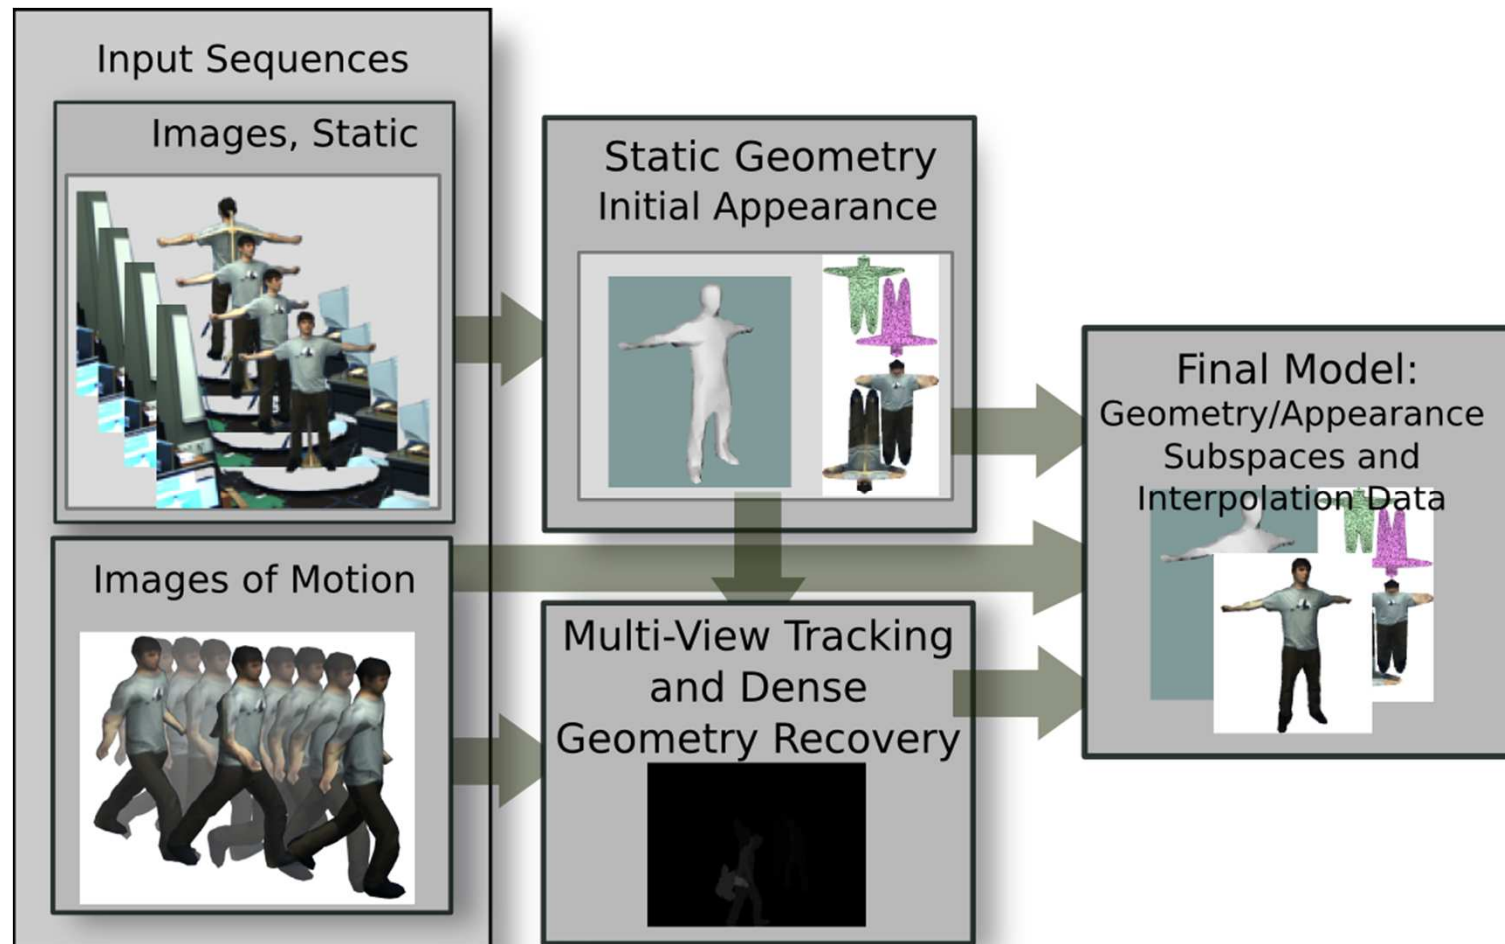 Input Sequences
Images, Static
Static Geometry
Initial Appearance
Final Model:
Geometry/Appearance
Subspaces and
Interpolation Data
Images of Motion
Multi-View Tracking
and Dense
Geometry Recovery